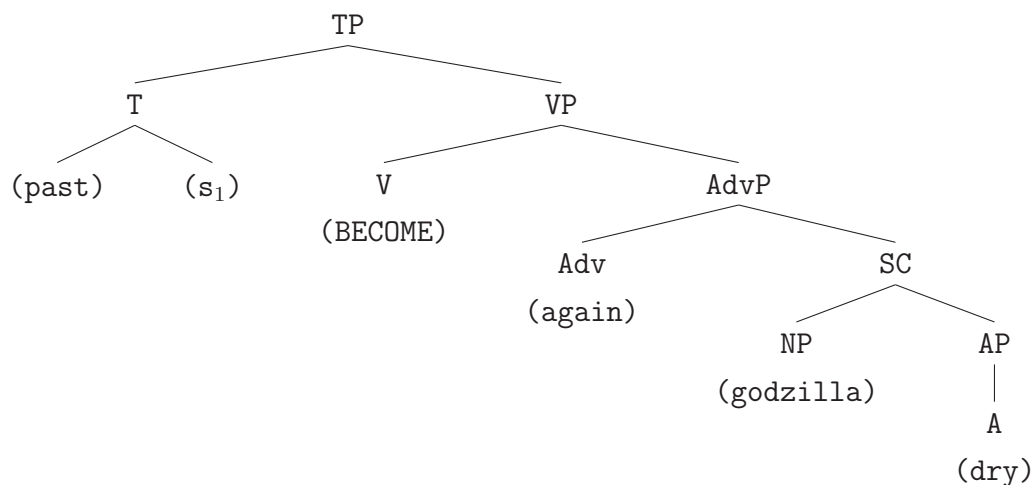 TP
T VP
(past) (s₁) V AdvP
(BECOME)
Adv SC
(again)
NP AP
(godzilla)
A
(dry)